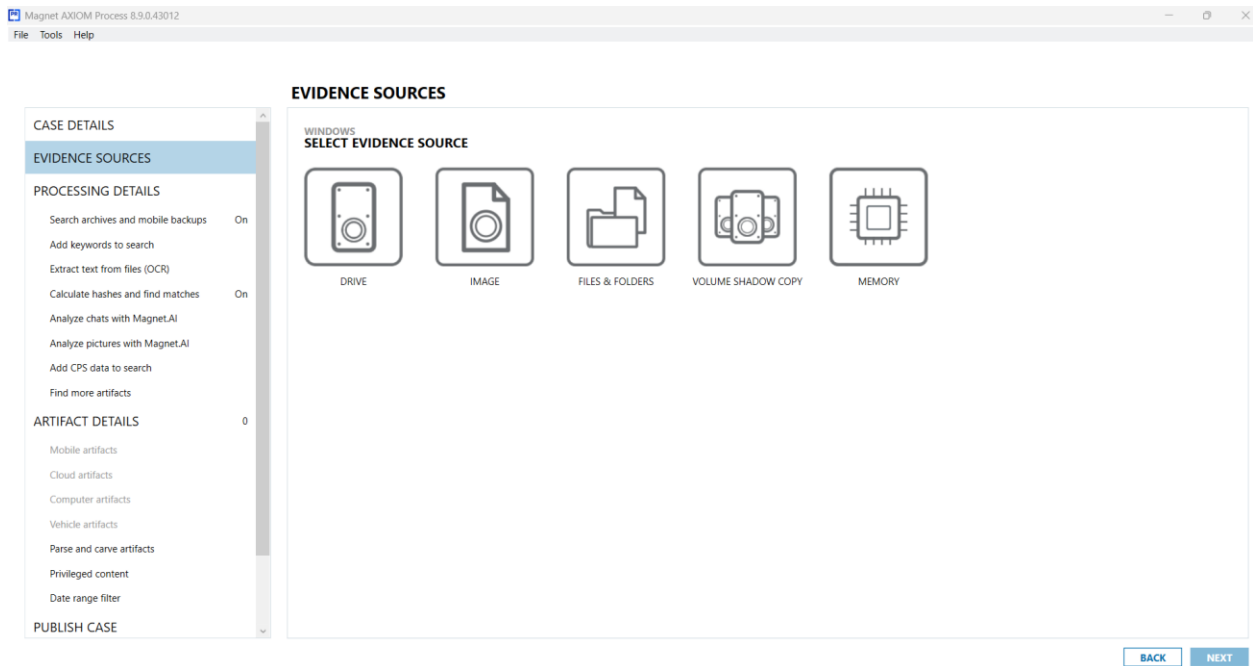 Magnet AXIOM Process 8.9.0.43012
File Tools Help
EVIDENCE SOURCES
CASE DETAILS
EVIDENCE SOURCES
PROCESSING DETAILS
Search archives and mobile backups On
Add keywords to search
Extract text from files (OCR)
Calculate hashes and find matches On
Analyze chats with Magnet.AI
Analyze pictures with Magnet.AI
Add CPS data to search
Find more artifacts
ARTIFACT DETAILS 0
Mobile artifacts
Cloud artifacts
Computer artifacts
Vehicle artifacts
Parse and carve artifacts
Privileged content
Date range filter
PUBLISH CASE
WINDOWS
SELECT EVIDENCE SOURCE
DRIVE IMAGE FILES & FOLDERS VOLUME SHADOW COPY MEMORY
BACK NEXT